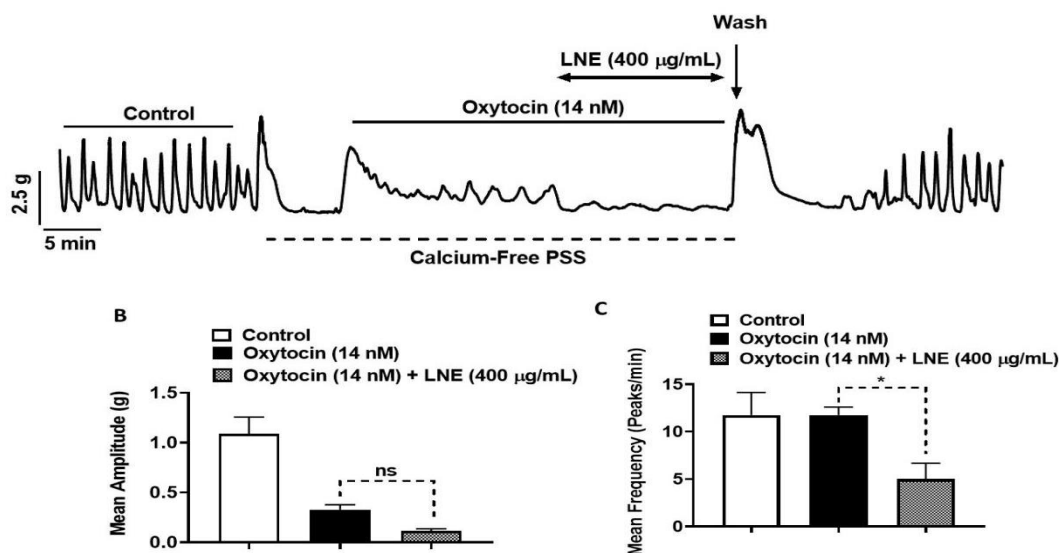 Wash
LNE (400 μg/mL)
Control
Oxytocin (14 nM)
2.5 g
5 min
Calcium-Free PSS
B
Control
Oxytocin (14 nM)
Oxytocin (14 nM) + LNE (400 μg/mL)
Mean Amplitude (g)
1.5
1.0
0.5
0.0
ns
C
Control
Oxytocin (14 nM)
Oxytocin (14 nM) + LNE (400 μg/mL)
Mean Frequency (Peaks/min)
15
10
5
0
*